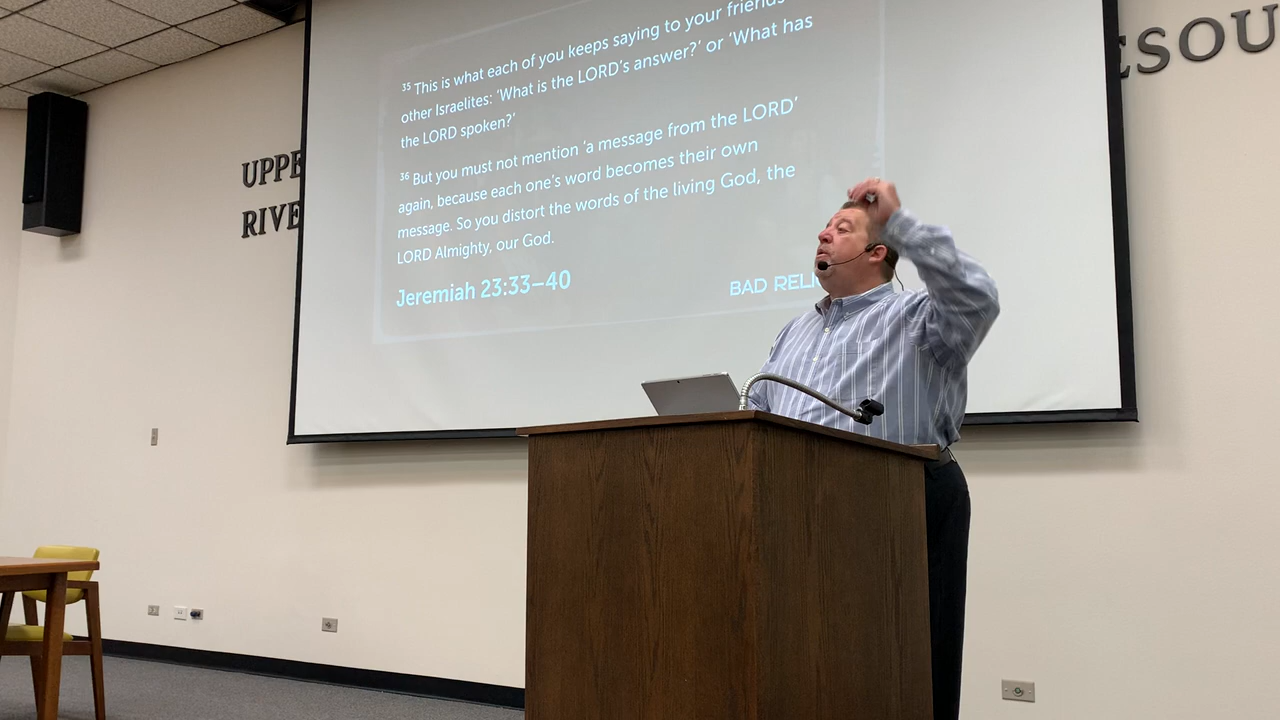 35 This is what each of you keeps saying to your friends
other Israelites: 'What is the LORD's answer?' or 'What has
the LORD spoken?'
36 But you must not mention 'a message from the LORD'
again, because each one's word becomes their own
message. So you distort the words of the living God, the
LORD Almighty, our God.
Jeremiah 23:33–40
BAD RELI
UPPE
RIVE
ESOU